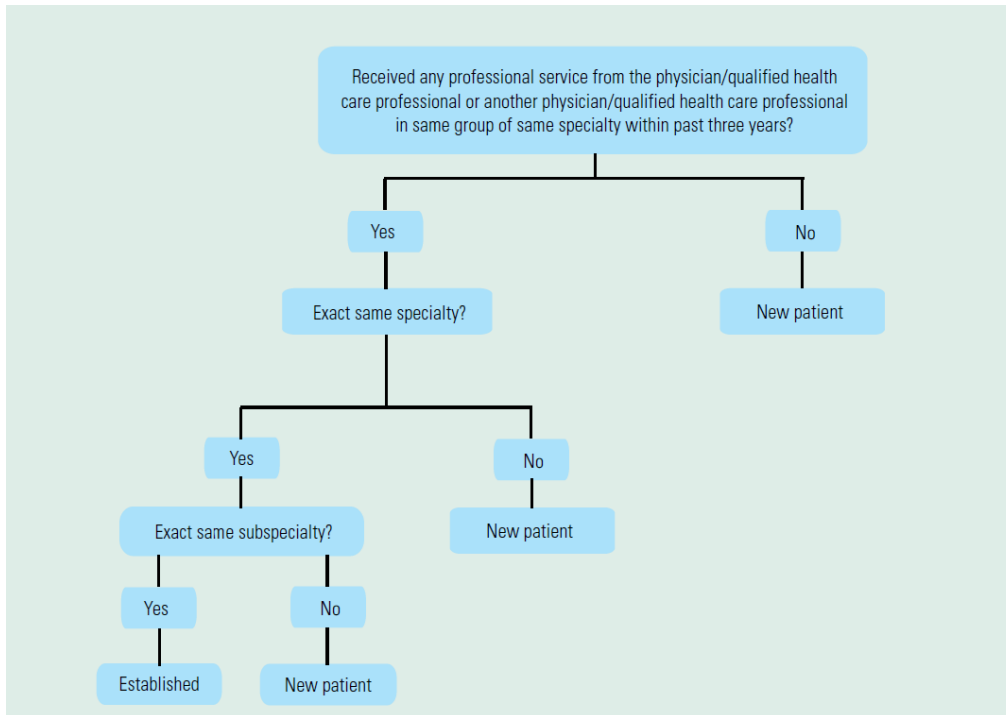 Received any professional service from the physician/qualified health
care professional or another physician/qualified health care professional
in same group of same specialty within past three years?
Yes
No
Exact same specialty?
New patient
Yes
No
Exact same subspecialty?
New patient
Yes
No
Established
New patient